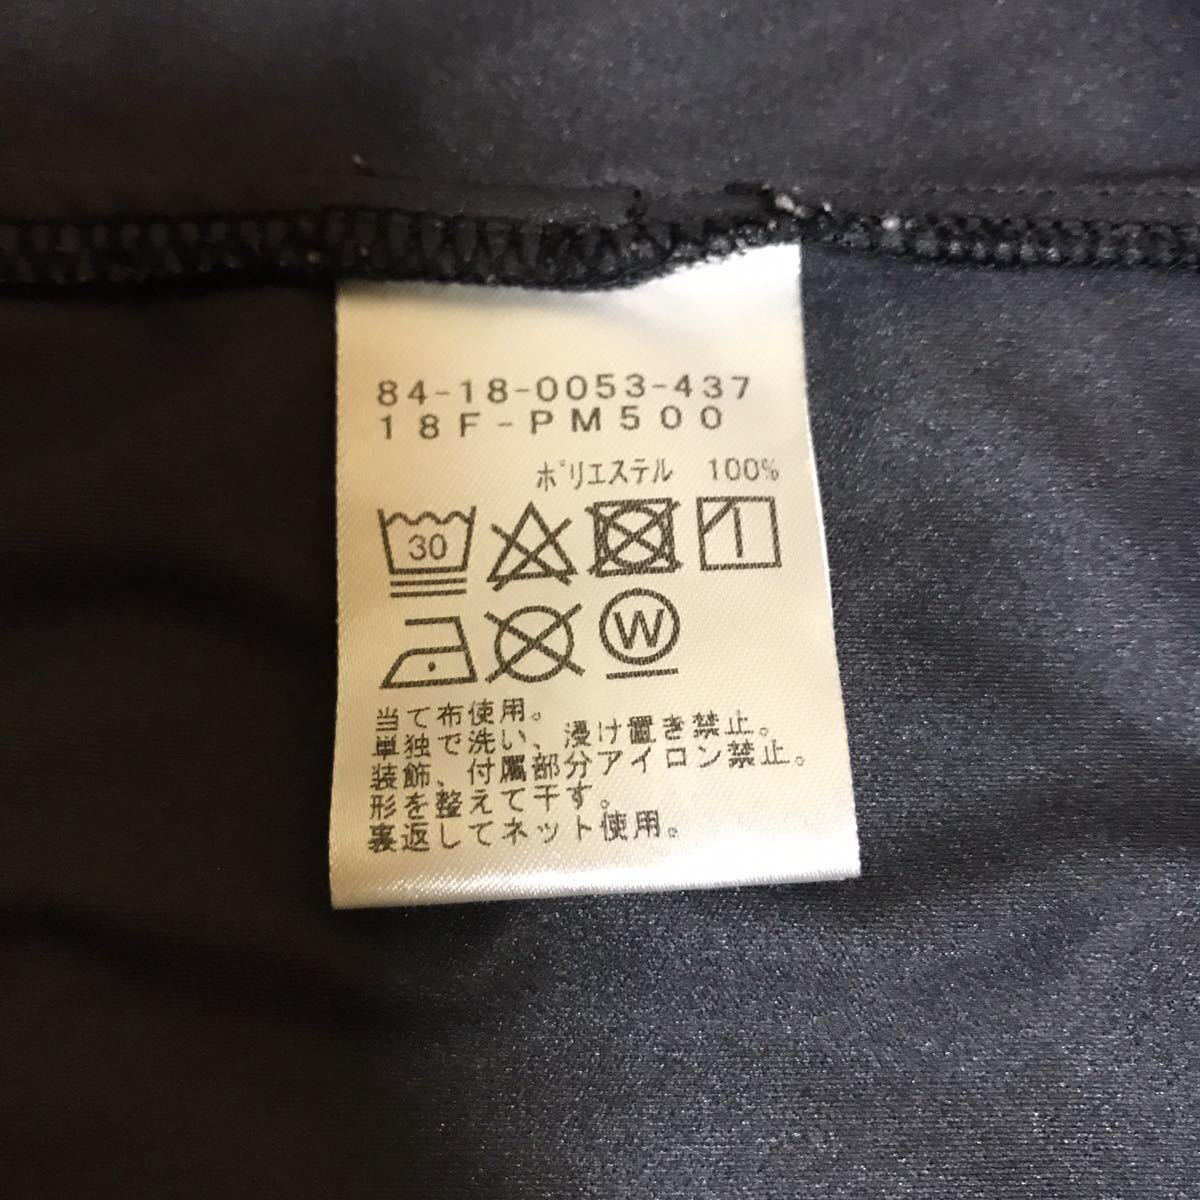 84-18-0053-437
18F-PM500
ポリエステル 100%
30
W
当て布使用。
単独で洗い、浸け置き禁止。
装飾、付属部分アイロン禁止。
形を整えて干す。
裏返してネット使用。